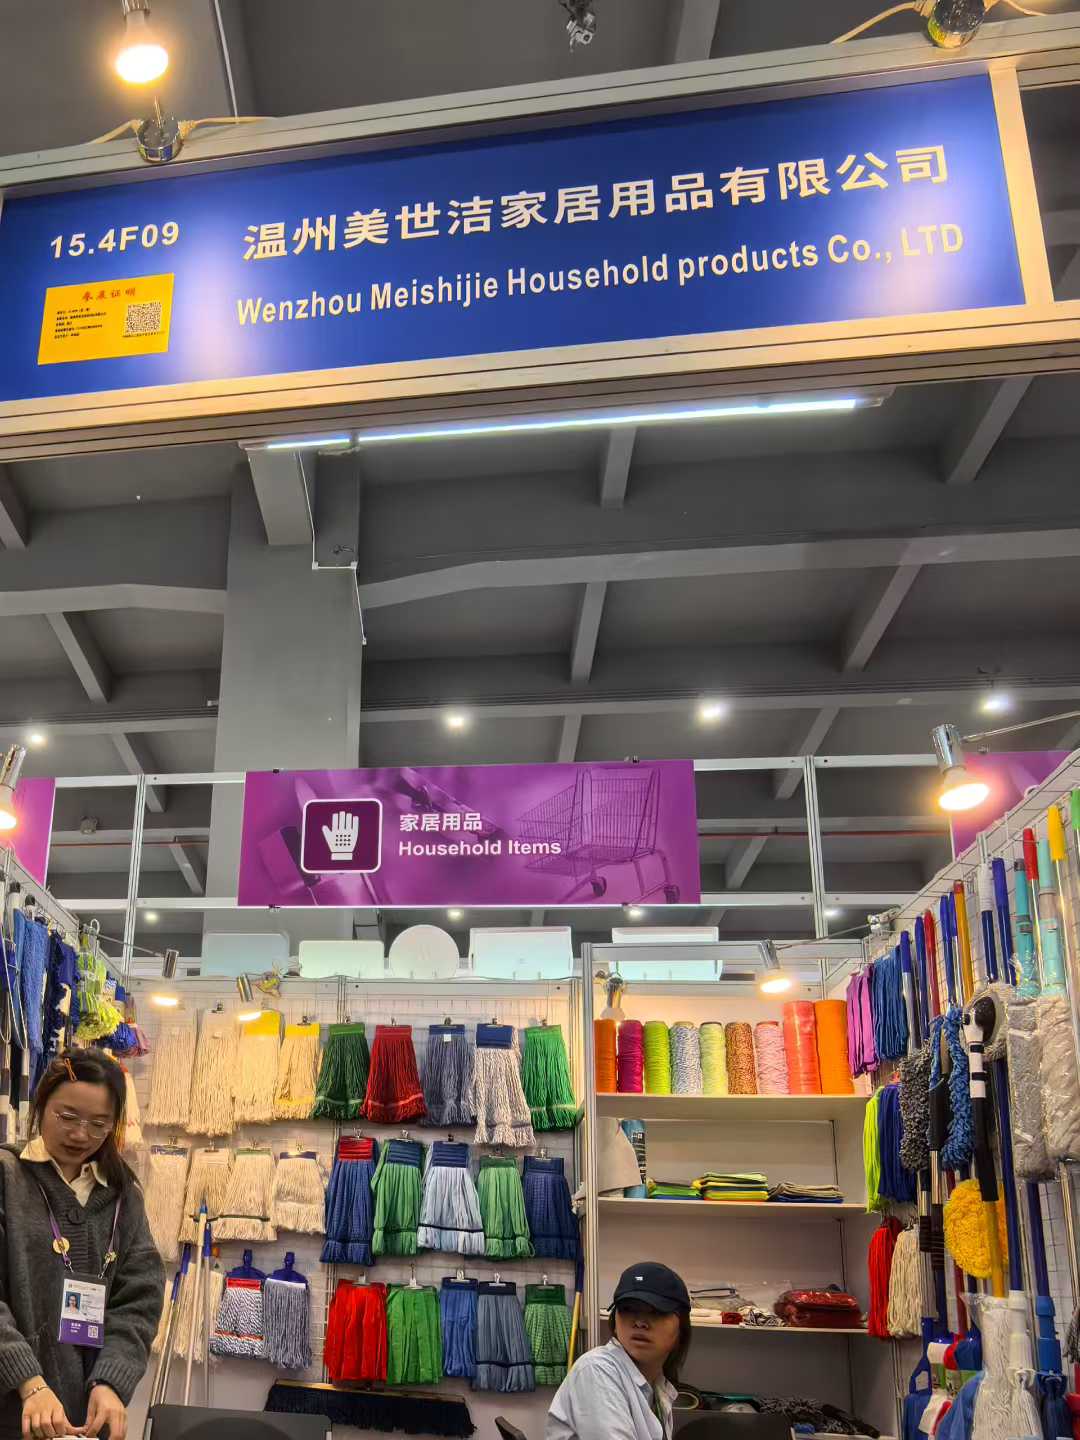 温州美世洁家居用品有限公司
15.4F09
Wenzhou Meishijie Household products Co., LTD
参展证明
家居用品
Household Items